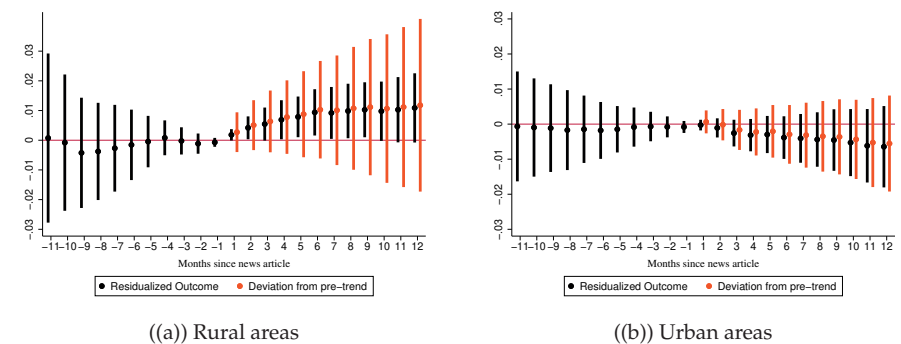 .03
.02
.01
0
-.01
-.02
-.03
-11 -10 -9 -8 -7 -6 -5 -4 -3 -2 -1 1 2 3 4 5 6 7 8 9 10 11 12
Months since news article
Residualized Outcome Deviation from pre-trend
((a)) Rural areas
.03
.02
.01
0
-.01
-.02
-.03
-11 -10 -9 -8 -7 -6 -5 -4 -3 -2 -1 1 2 3 4 5 6 7 8 9 10 11 12
Months since news article
Residualized Outcome Deviation from pre-trend
((b)) Urban areas